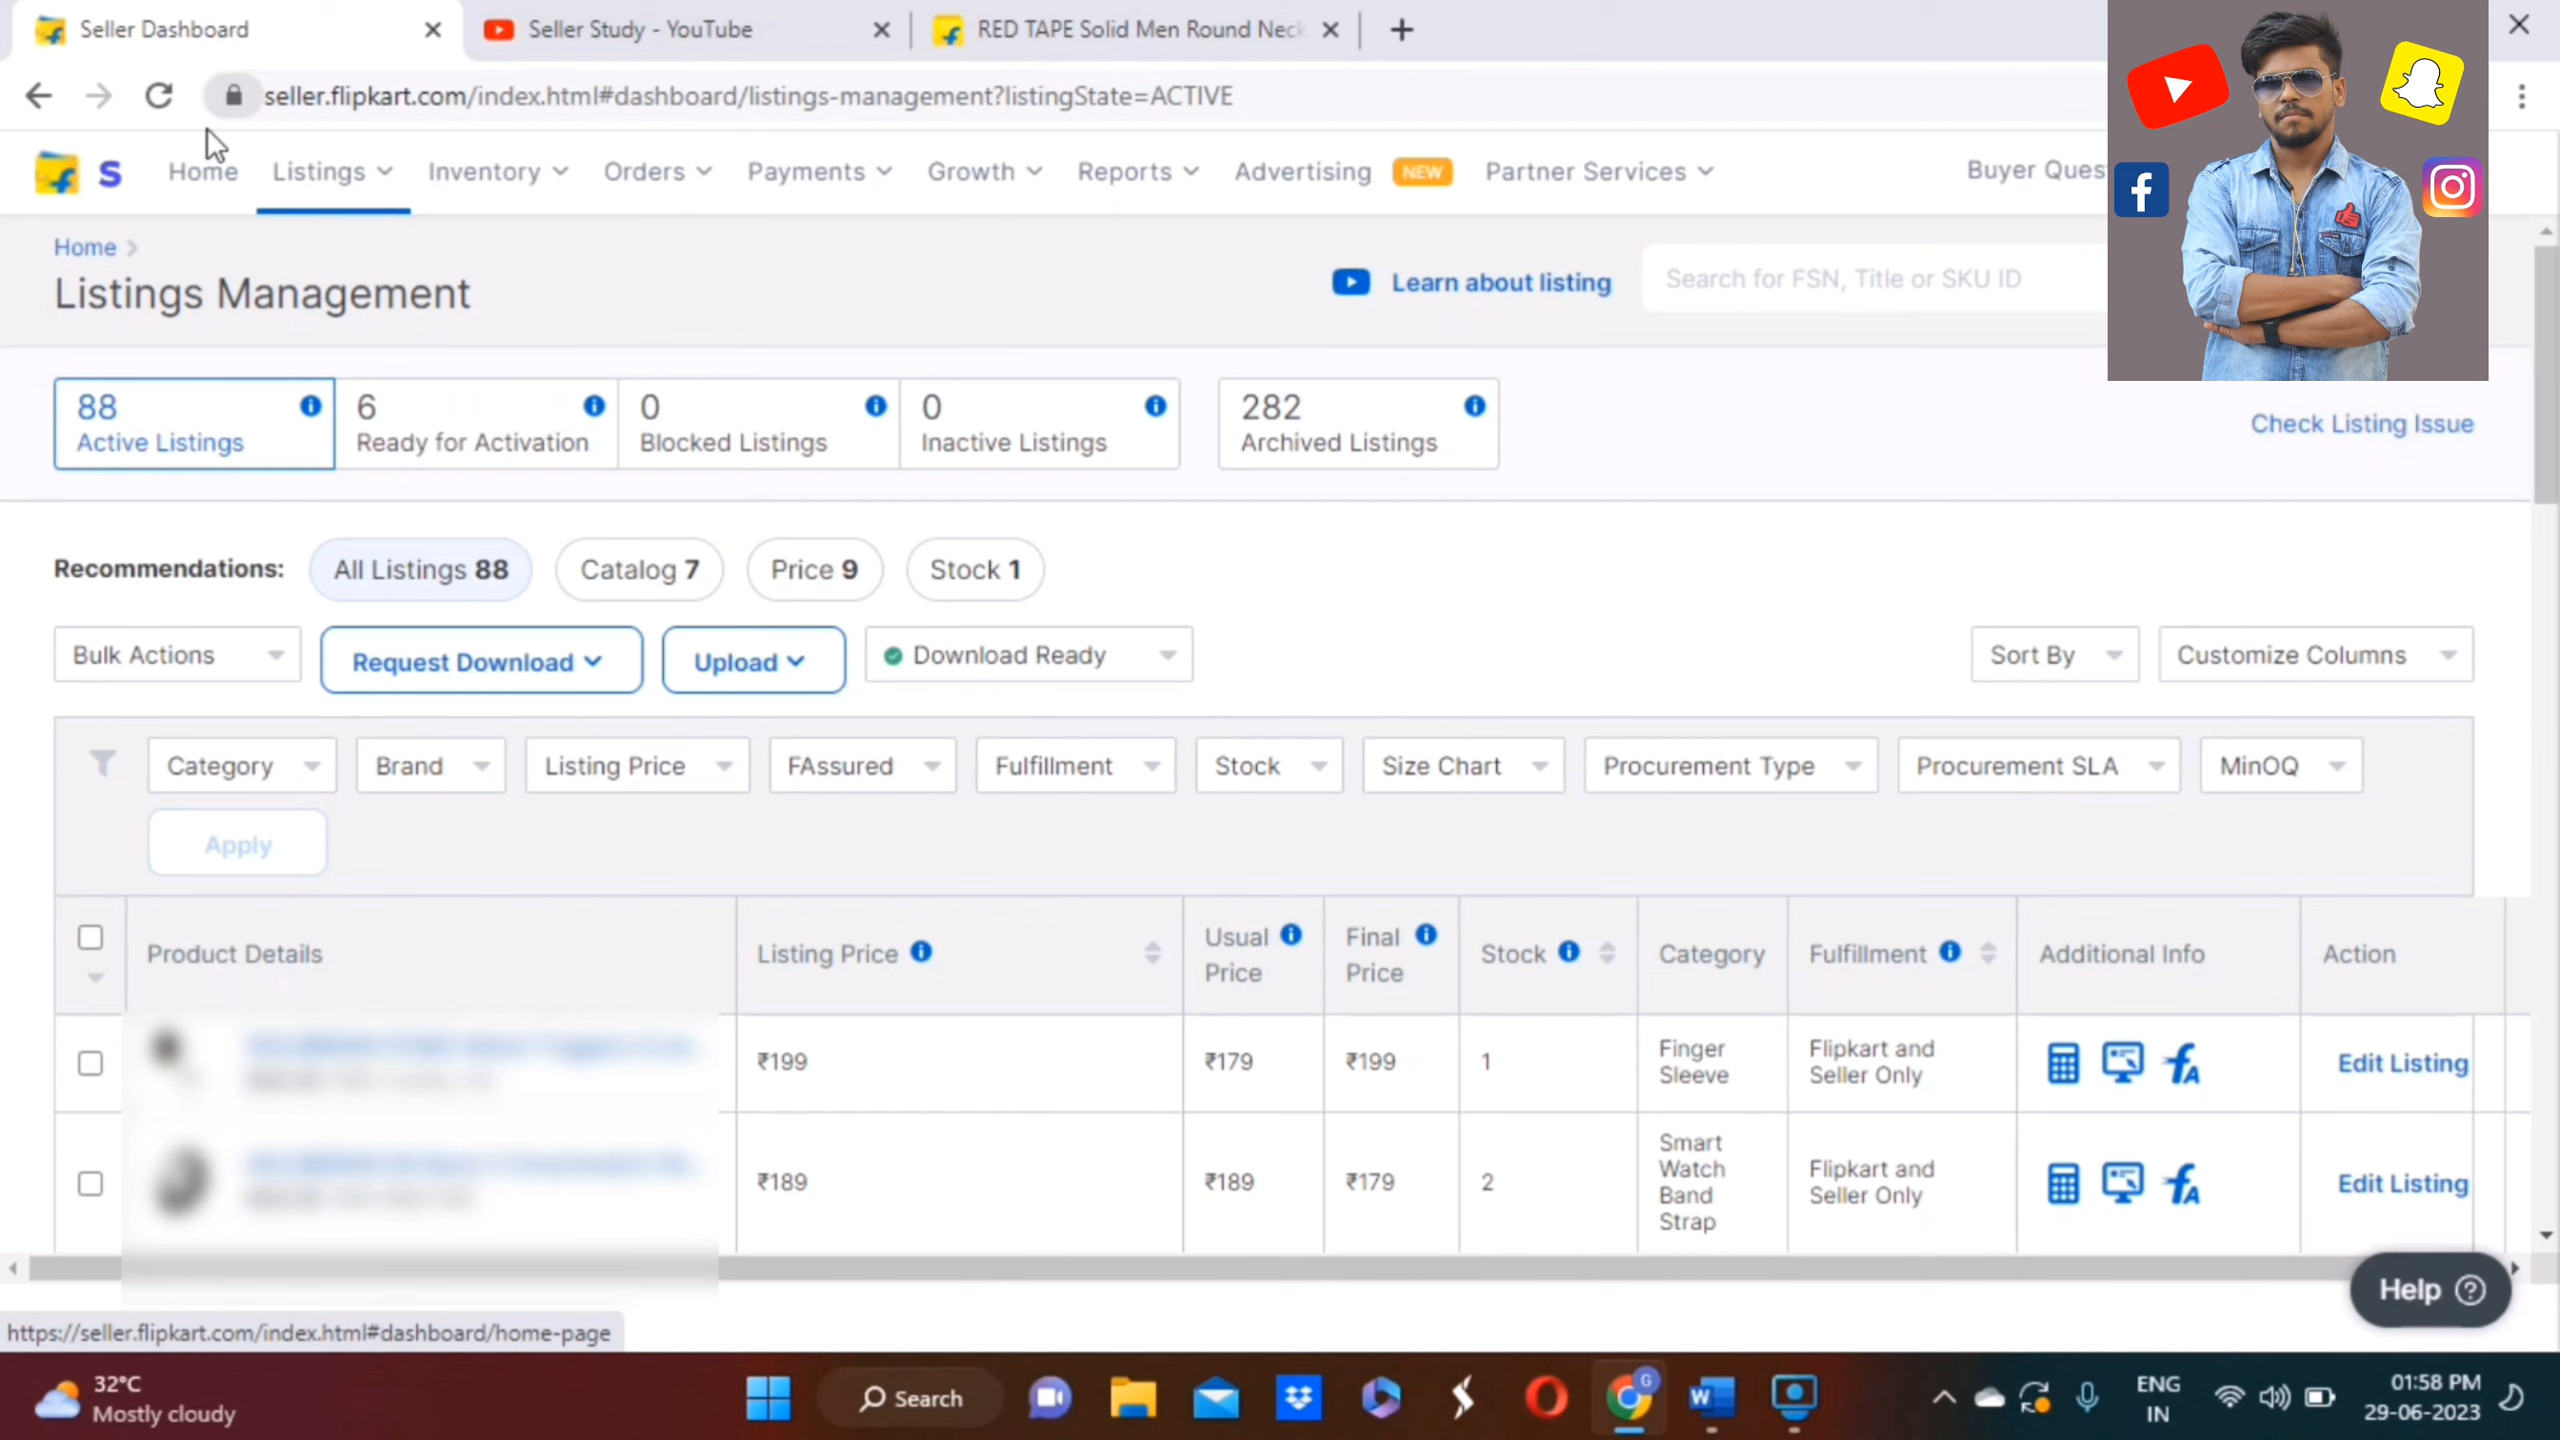 Seller Dashboard
Seller Study - YouTube
RED TAPE Solid Men Round Neck
seller.flipkart.com/index.html#dashboard/listings-management?listingState=ACTIVE
Home Listings Inventory Orders Payments Growth Reports Advertising NEW Partner Services Buyer Ques
Home
Listings Management
Learn about listing
Search for FSN, Title or SKU ID
88
Active Listings
6
Ready for Activation
0
Blocked Listings
0
Inactive Listings
282
Archived Listings
Check Listing Issue
Recommendations: All Listings 88 Catalog 7 Price 9 Stock 1
Bulk Actions Request Download Upload Download Ready Sort By Customize Columns
Category Brand Listing Price FAssured Fulfillment Stock Size Chart Procurement Type Procurement SLA MinOQ
Apply
Product Details Listing Price Usual Price Final Price Stock Category Fulfillment Additional Info Action
₹199 ₹179 ₹199 1 Finger Sleeve Flipkart and Seller Only Edit Listing
₹189 ₹189 ₹179 2 Smart Watch Band Strap Flipkart and Seller Only Edit Listing
Help
https://seller.flipkart.com/index.html#dashboard/home-page
32°C
Mostly cloudy
Search
ENG
IN
01:58 PM
29-06-2023